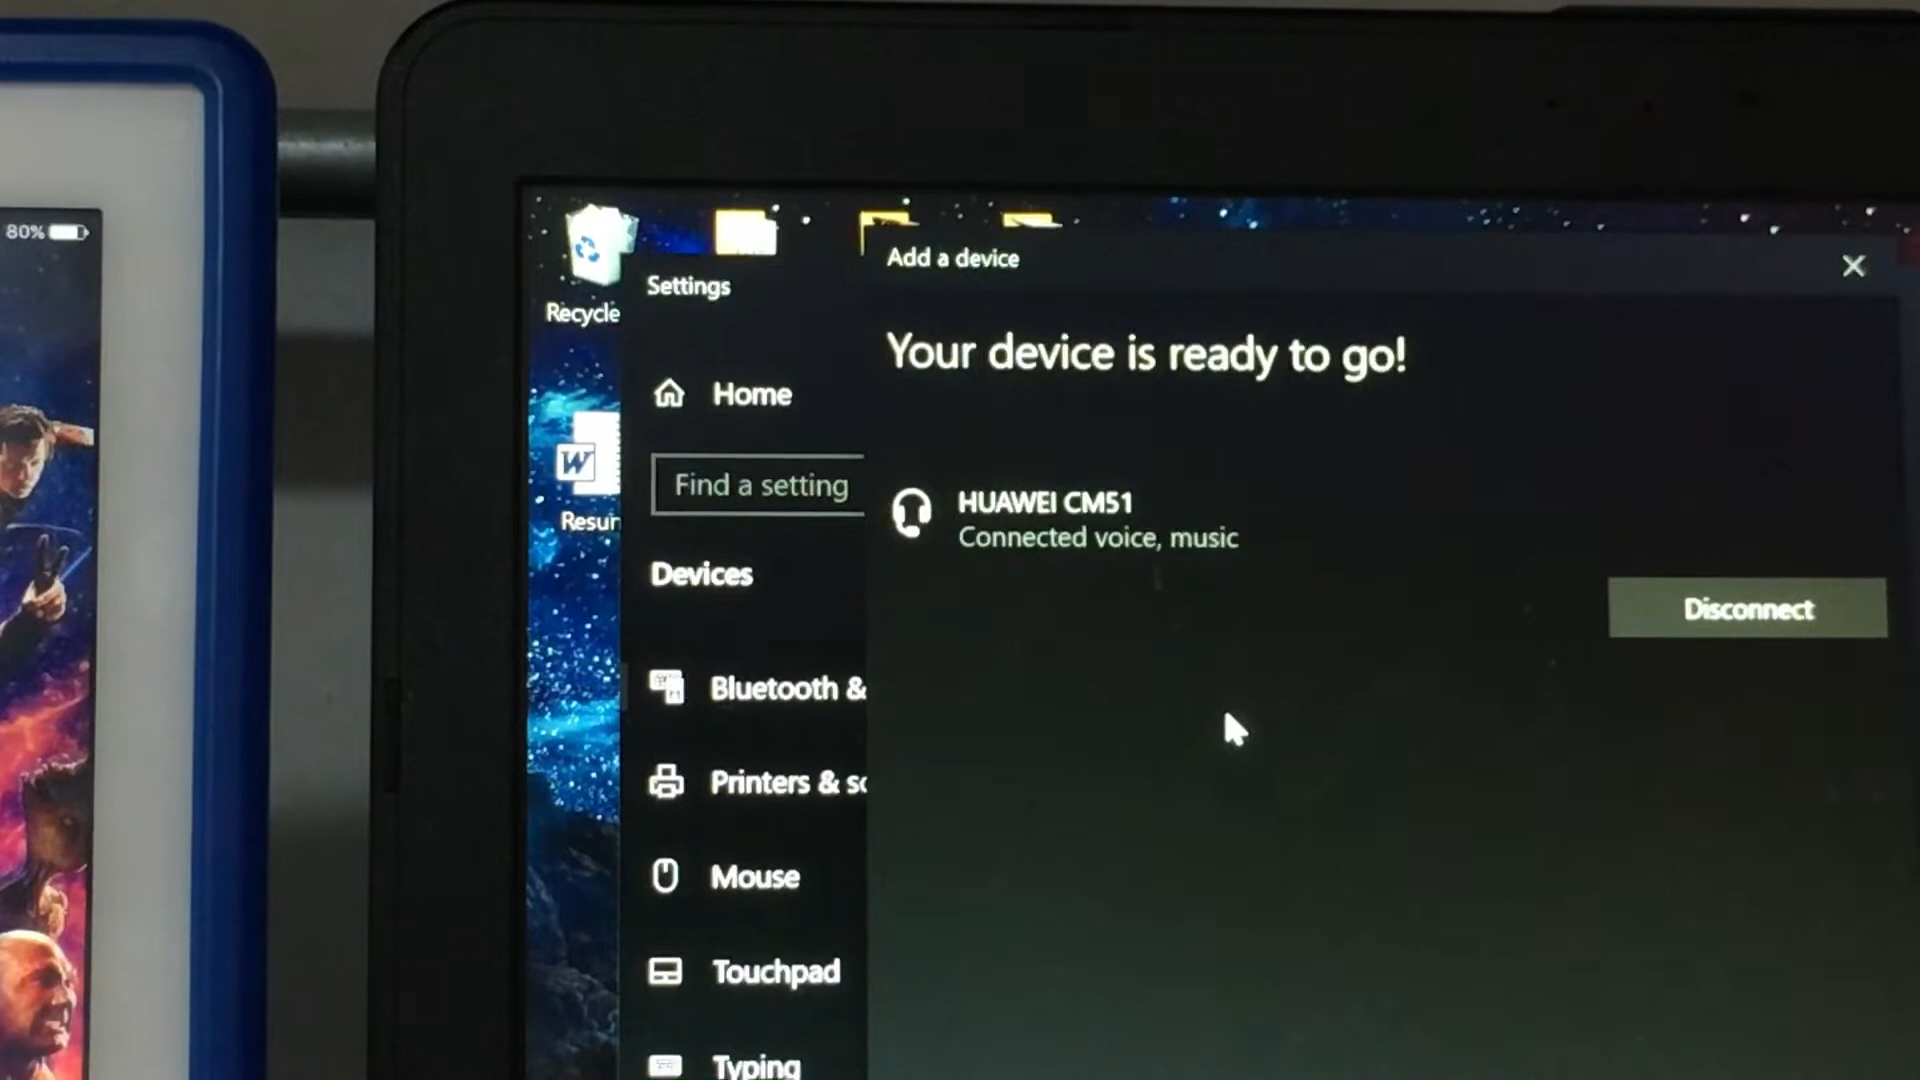 80%
Recycle
W
Resu
Settings
Home
Find a setting
Devices
Bluetooth &
Printers & sc
Mouse
Touchpad
Typing
Add a device
Your device is ready to go!
HUAWEI CM51
Connected voice, music
Disconnect